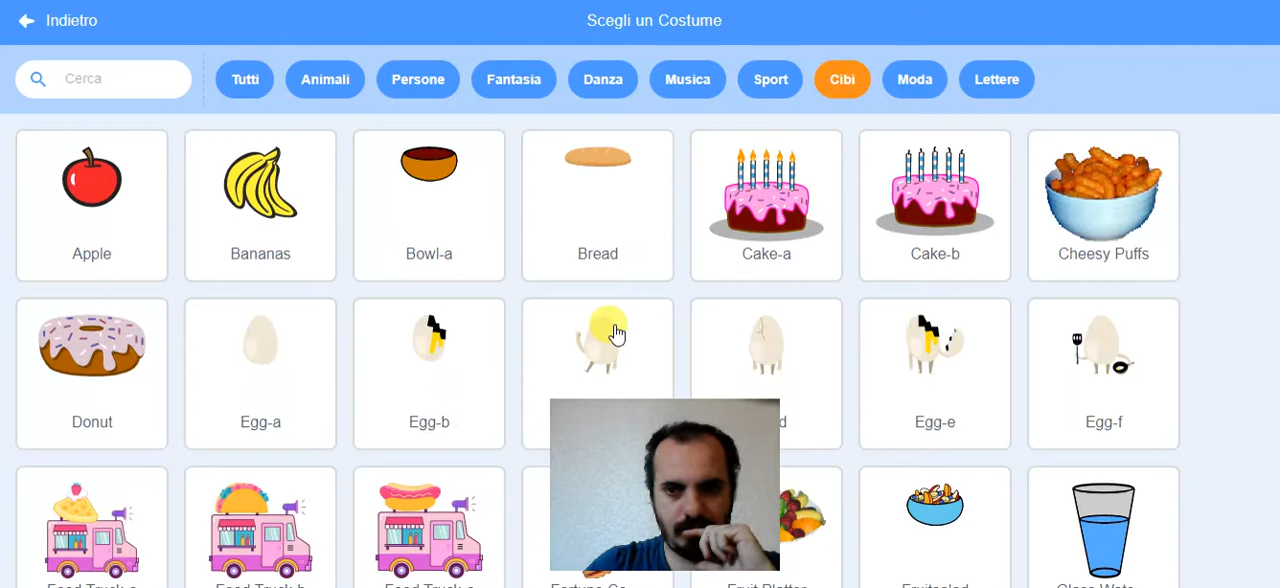 Indietro
Scegli un Costume
Cerca
Tutti
Animali
Persone
Fantasia
Danza
Musica
Sport
Cibi
Moda
Lettere
Apple
Bananas
Bowl-a
Bread
Cake-a
Cake-b
Cheesy Puffs
Donut
Egg-a
Egg-b
d
Egg-e
Egg-f